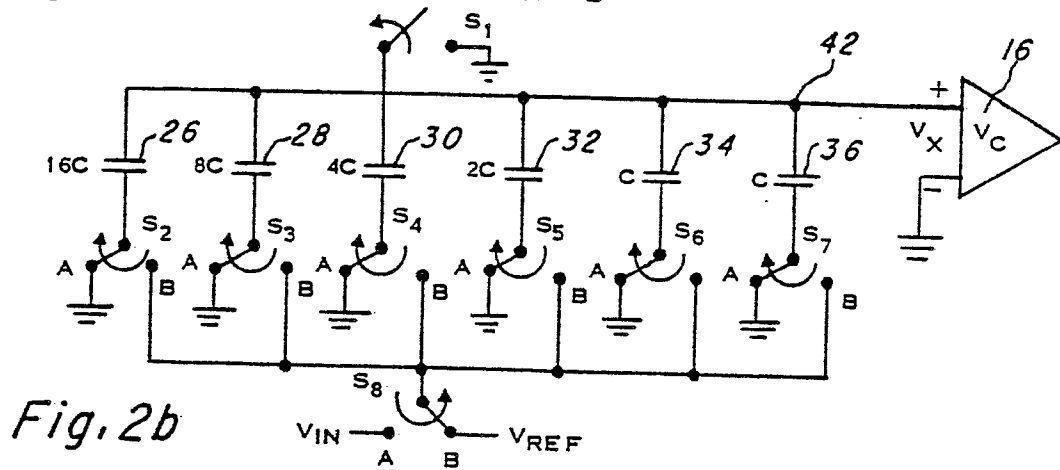 S1
42
16
26
28
30
32
34
36
+
VX
VC
−
16C
8C
4C
2C
C
C
S2
S3
S4
S5
S6
S7
A
B
A
B
A
B
A
B
A
A
B
S8
Fig. 2b
VIN
VREF
A
B